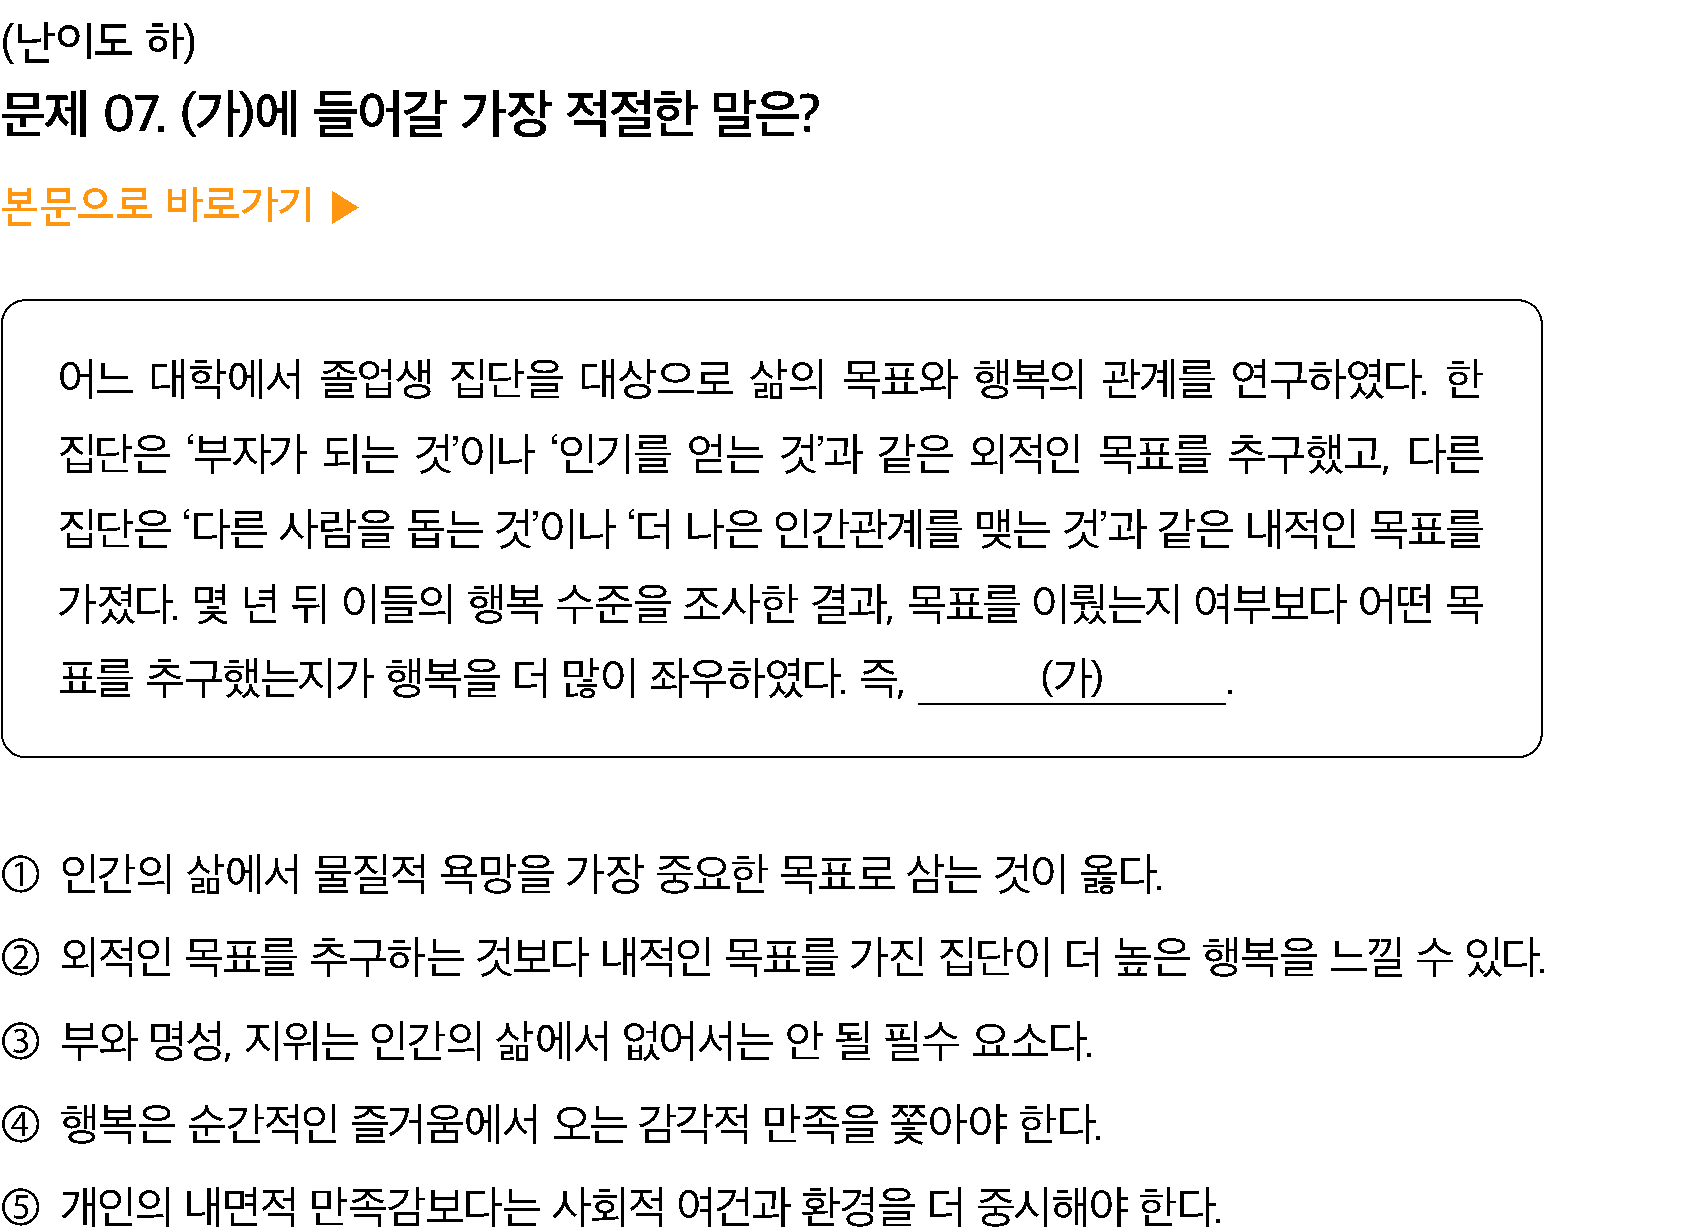 (난이도 하)
문제 07. (가)에 들어갈 가장 적절한 말은?
본문으로 바로가기 ▶
어느 대학에서 졸업생 집단을 대상으로 삶의 목표와 행복의 관계를 연구하였다. 한
집단은 ‘부자가 되는 것’이나 ‘인기를 얻는 것’과 같은 외적인 목표를 추구했고, 다른
집단은 ‘다른 사람을 돕는 것’이나 ‘더 나은 인간관계를 맺는 것’과 같은 내적인 목표를
가졌다. 몇 년 뒤 이들의 행복 수준을 조사한 결과, 목표를 이뤘는지 여부보다 어떤 목
표를 추구했는지가 행복을 더 많이 좌우하였다. 즉, (가) .
① 인간의 삶에서 물질적 욕망을 가장 중요한 목표로 삼는 것이 옳다.
② 외적인 목표를 추구하는 것보다 내적인 목표를 가진 집단이 더 높은 행복을 느낄 수 있다.
③ 부와 명성, 지위는 인간의 삶에서 없어서는 안 될 필수 요소다.
④ 행복은 순간적인 즐거움에서 오는 감각적 만족을 쫓아야 한다.
⑤ 개인의 내면적 만족감보다는 사회적 여건과 환경을 더 중시해야 한다.